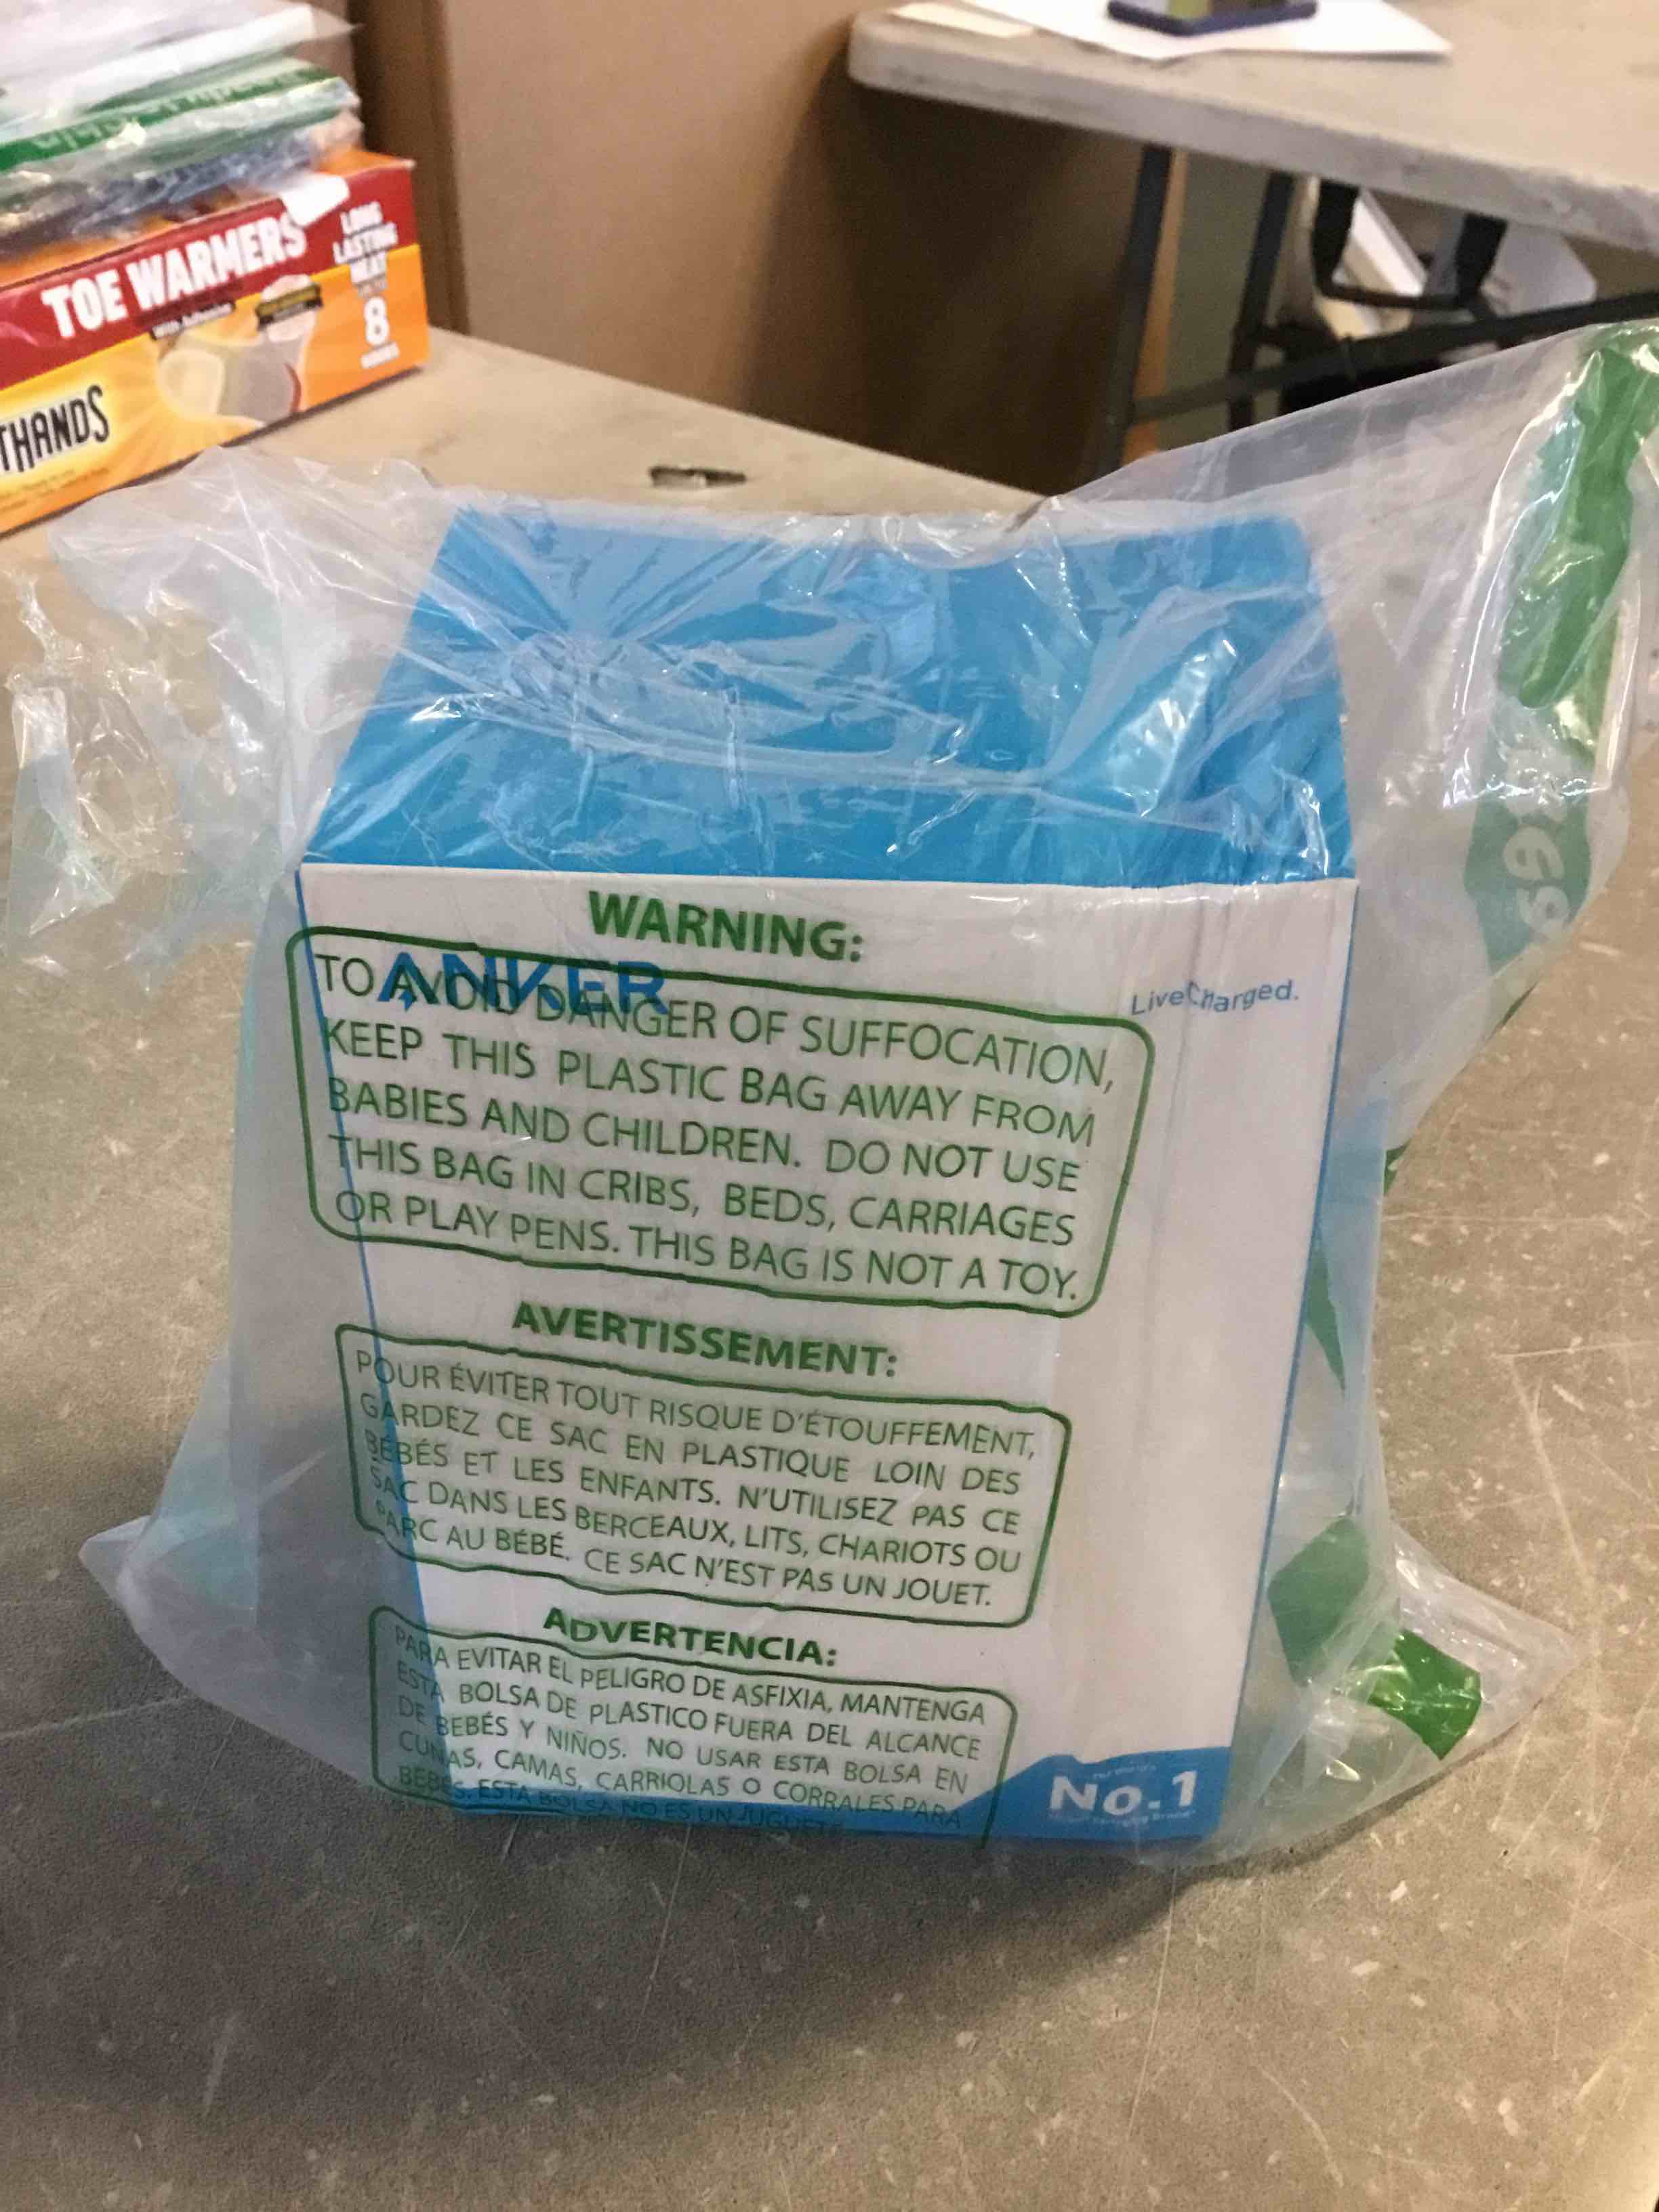 TOE WARMERS
LONG
LASTING
HEAT
8
HOURS
With Adhesive
THANDS
WARNING:
ANKER
LiveCharged.
TO AVOID DANGER OF SUFFOCATION,
KEEP THIS PLASTIC BAG AWAY FROM
BABIES AND CHILDREN. DO NOT USE
THIS BAG IN CRIBS, BEDS, CARRIAGES
OR PLAY PENS. THIS BAG IS NOT A TOY.
AVERTISSEMENT:
POUR ÉVITER TOUT RISQUE D'ÉTOUFFEMENT,
GARDEZ CE SAC EN PLASTIQUE LOIN DES
BÉBÉS ET LES ENFANTS. N'UTILISEZ PAS CE
SAC DANS LES BERCEAUX, LITS, CHARIOTS OU
PARC AU BÉBÉ. CE SAC N'EST PAS UN JOUET.
ADVERTENCIA:
PARA EVITAR EL PELIGRO DE ASFIXIA, MANTENGA
ESTA BOLSA DE PLASTICO FUERA DEL ALCANCE
DE BEBÉS Y NIÑOS. NO USAR ESTA BOLSA EN
CUNAS, CAMAS, CARRIOLAS O CORRALES PARA
BEBÉS. ESTA BOLSA NO ES UN JUGUETE
The World's
No.1